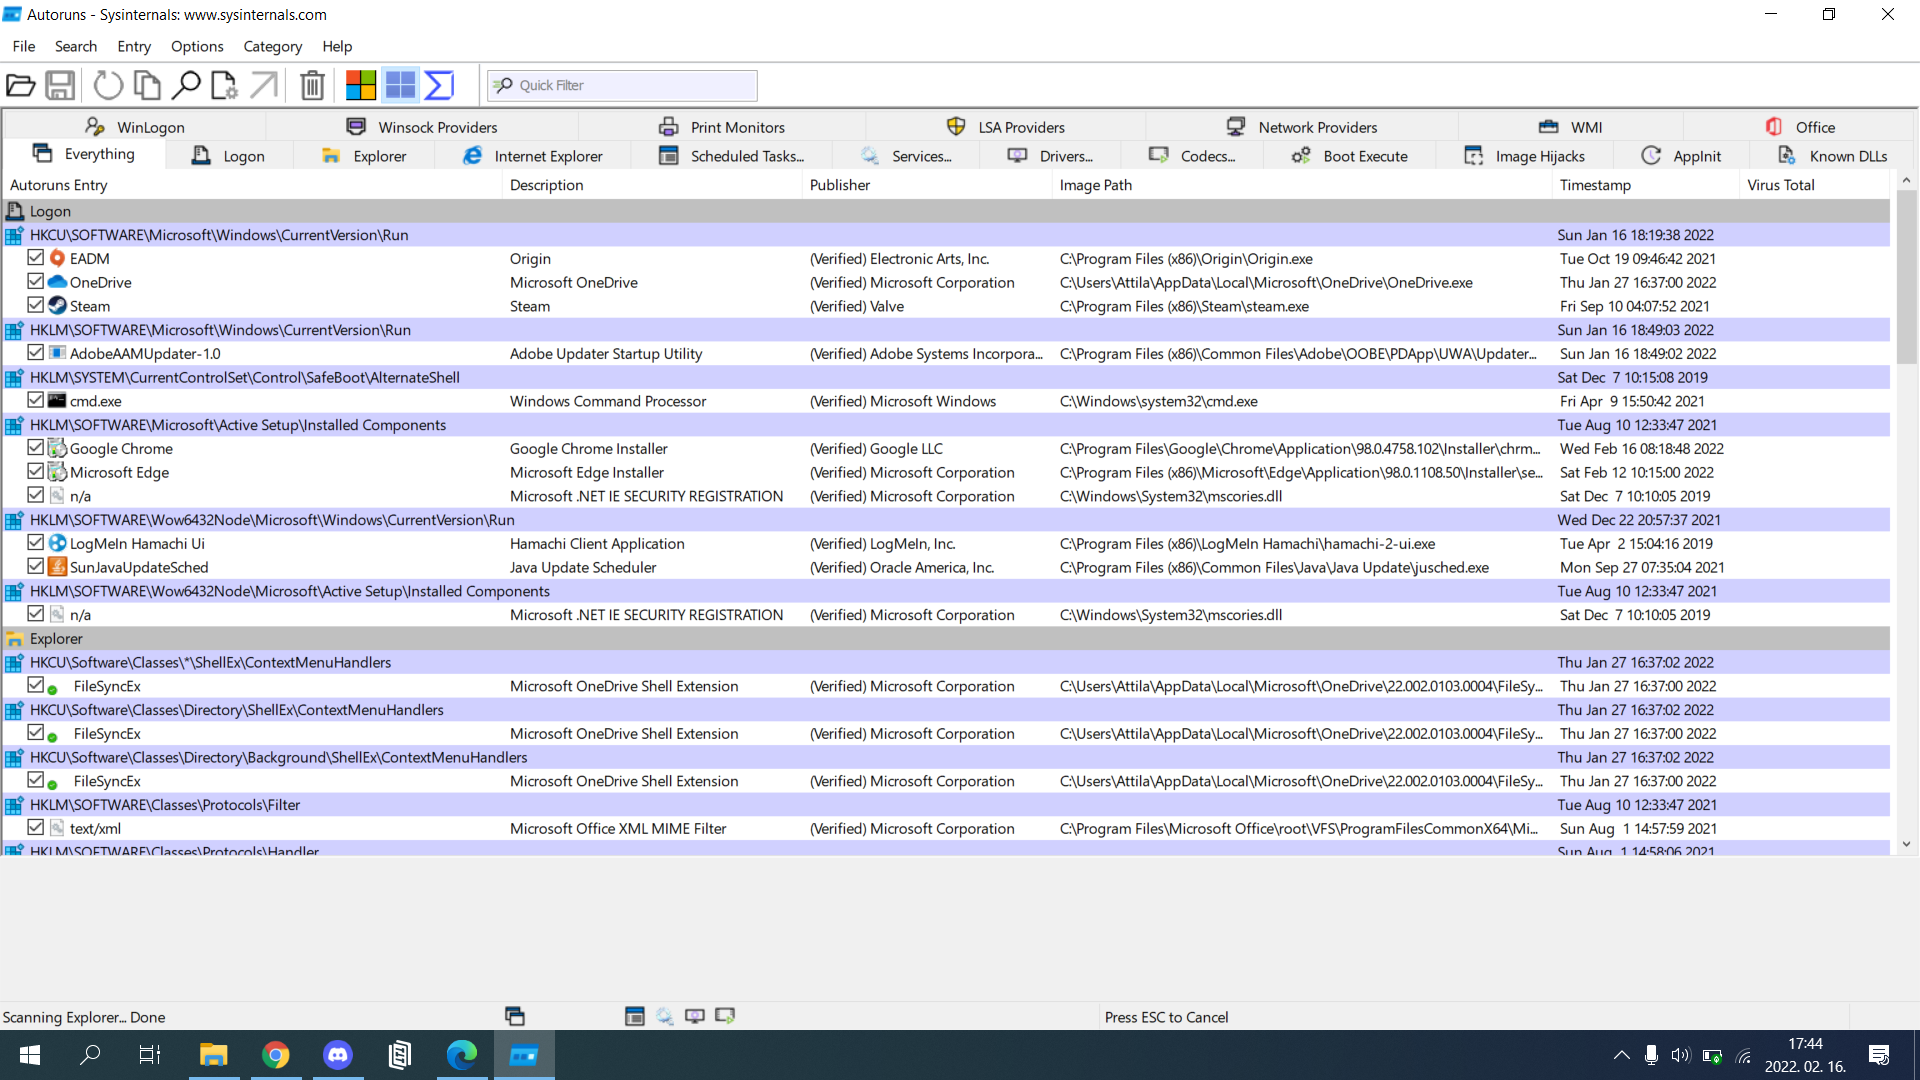 Autoruns - Sysinternals: www.sysinternals.com
File Search Entry Options Category Help
Quick Filter
WinLogon Winsock Providers Print Monitors LSA Providers Network Providers WMI Office
Everything Logon Explorer Internet Explorer Scheduled Tasks... Services... Drivers... Codecs... Boot Execute Image Hijacks AppInit Known DLLs
Autoruns Entry Description Publisher Image Path Timestamp Virus Total
Logon
HKCU\SOFTWARE\Microsoft\Windows\CurrentVersion\Run Sun Jan 16 18:19:38 2022
EADM Origin (Verified) Electronic Arts, Inc. C:\Program Files (x86)\Origin\Origin.exe Tue Oct 19 09:46:42 2021
OneDrive Microsoft OneDrive (Verified) Microsoft Corporation C:\Users\Attila\AppData\Local\Microsoft\OneDrive\OneDrive.exe Thu Jan 27 16:37:00 2022
Steam Steam (Verified) Valve C:\Program Files (x86)\Steam\steam.exe Fri Sep 10 04:07:52 2021
HKLM\SOFTWARE\Microsoft\Windows\CurrentVersion\Run Sun Jan 16 18:49:03 2022
AdobeAAMUpdater-1.0 Adobe Updater Startup Utility (Verified) Adobe Systems Incorpora... C:\Program Files (x86)\Common Files\Adobe\OOBE\PDApp\UWA\Updater... Sun Jan 16 18:49:02 2022
HKLM\SYSTEM\CurrentControlSet\Control\SafeBoot\AlternateShell Sat Dec 7 10:15:08 2019
cmd.exe Windows Command Processor (Verified) Microsoft Windows C:\Windows\system32\cmd.exe Fri Apr 9 15:50:42 2021
HKLM\SOFTWARE\Microsoft\Active Setup\Installed Components Tue Aug 10 12:33:47 2021
Google Chrome Google Chrome Installer (Verified) Google LLC C:\Program Files\Google\Chrome\Application\98.0.4758.102\Installer\chrm... Wed Feb 16 08:18:48 2022
Microsoft Edge Microsoft Edge Installer (Verified) Microsoft Corporation C:\Program Files (x86)\Microsoft\Edge\Application\98.0.1108.50\Installer\se... Sat Feb 12 10:15:00 2022
n/a Microsoft .NET IE SECURITY REGISTRATION (Verified) Microsoft Corporation C:\Windows\System32\mscories.dll Sat Dec 7 10:10:05 2019
HKLM\SOFTWARE\Wow6432Node\Microsoft\Windows\CurrentVersion\Run Wed Dec 22 20:57:37 2021
LogMeIn Hamachi Ui Hamachi Client Application (Verified) LogMeIn, Inc. C:\Program Files (x86)\LogMeIn Hamachi\hamachi-2-ui.exe Tue Apr 2 15:04:16 2019
SunJavaUpdateSched Java Update Scheduler (Verified) Oracle America, Inc. C:\Program Files (x86)\Common Files\Java\Java Update\jusched.exe Mon Sep 27 07:35:04 2021
HKLM\SOFTWARE\Wow6432Node\Microsoft\Active Setup\Installed Components Tue Aug 10 12:33:47 2021
n/a Microsoft .NET IE SECURITY REGISTRATION (Verified) Microsoft Corporation C:\Windows\System32\mscories.dll Sat Dec 7 10:10:05 2019
Explorer
HKCU\Software\Classes\*\ShellEx\ContextMenuHandlers Thu Jan 27 16:37:02 2022
FileSyncEx Microsoft OneDrive Shell Extension (Verified) Microsoft Corporation C:\Users\Attila\AppData\Local\Microsoft\OneDrive\22.002.0103.0004\FileSy... Thu Jan 27 16:37:00 2022
HKCU\Software\Classes\Directory\ShellEx\ContextMenuHandlers Thu Jan 27 16:37:02 2022
FileSyncEx Microsoft OneDrive Shell Extension (Verified) Microsoft Corporation C:\Users\Attila\AppData\Local\Microsoft\OneDrive\22.002.0103.0004\FileSy... Thu Jan 27 16:37:00 2022
HKCU\Software\Classes\Directory\Background\ShellEx\ContextMenuHandlers Thu Jan 27 16:37:02 2022
FileSyncEx Microsoft OneDrive Shell Extension (Verified) Microsoft Corporation C:\Users\Attila\AppData\Local\Microsoft\OneDrive\22.002.0103.0004\FileSy... Thu Jan 27 16:37:00 2022
HKLM\SOFTWARE\Classes\Protocols\Filter Tue Aug 10 12:33:47 2021
text/xml Microsoft Office XML MIME Filter (Verified) Microsoft Corporation C:\Program Files\Microsoft Office\root\VFS\ProgramFilesCommonX64\Mi... Sun Aug 1 14:57:59 2021
HKLM\SOFTWARE\Classes\Protocols\Handler Sun Aug 1 14:58:06 2021
Scanning Explorer... Done Press ESC to Cancel
17:44
2022. 02. 16.